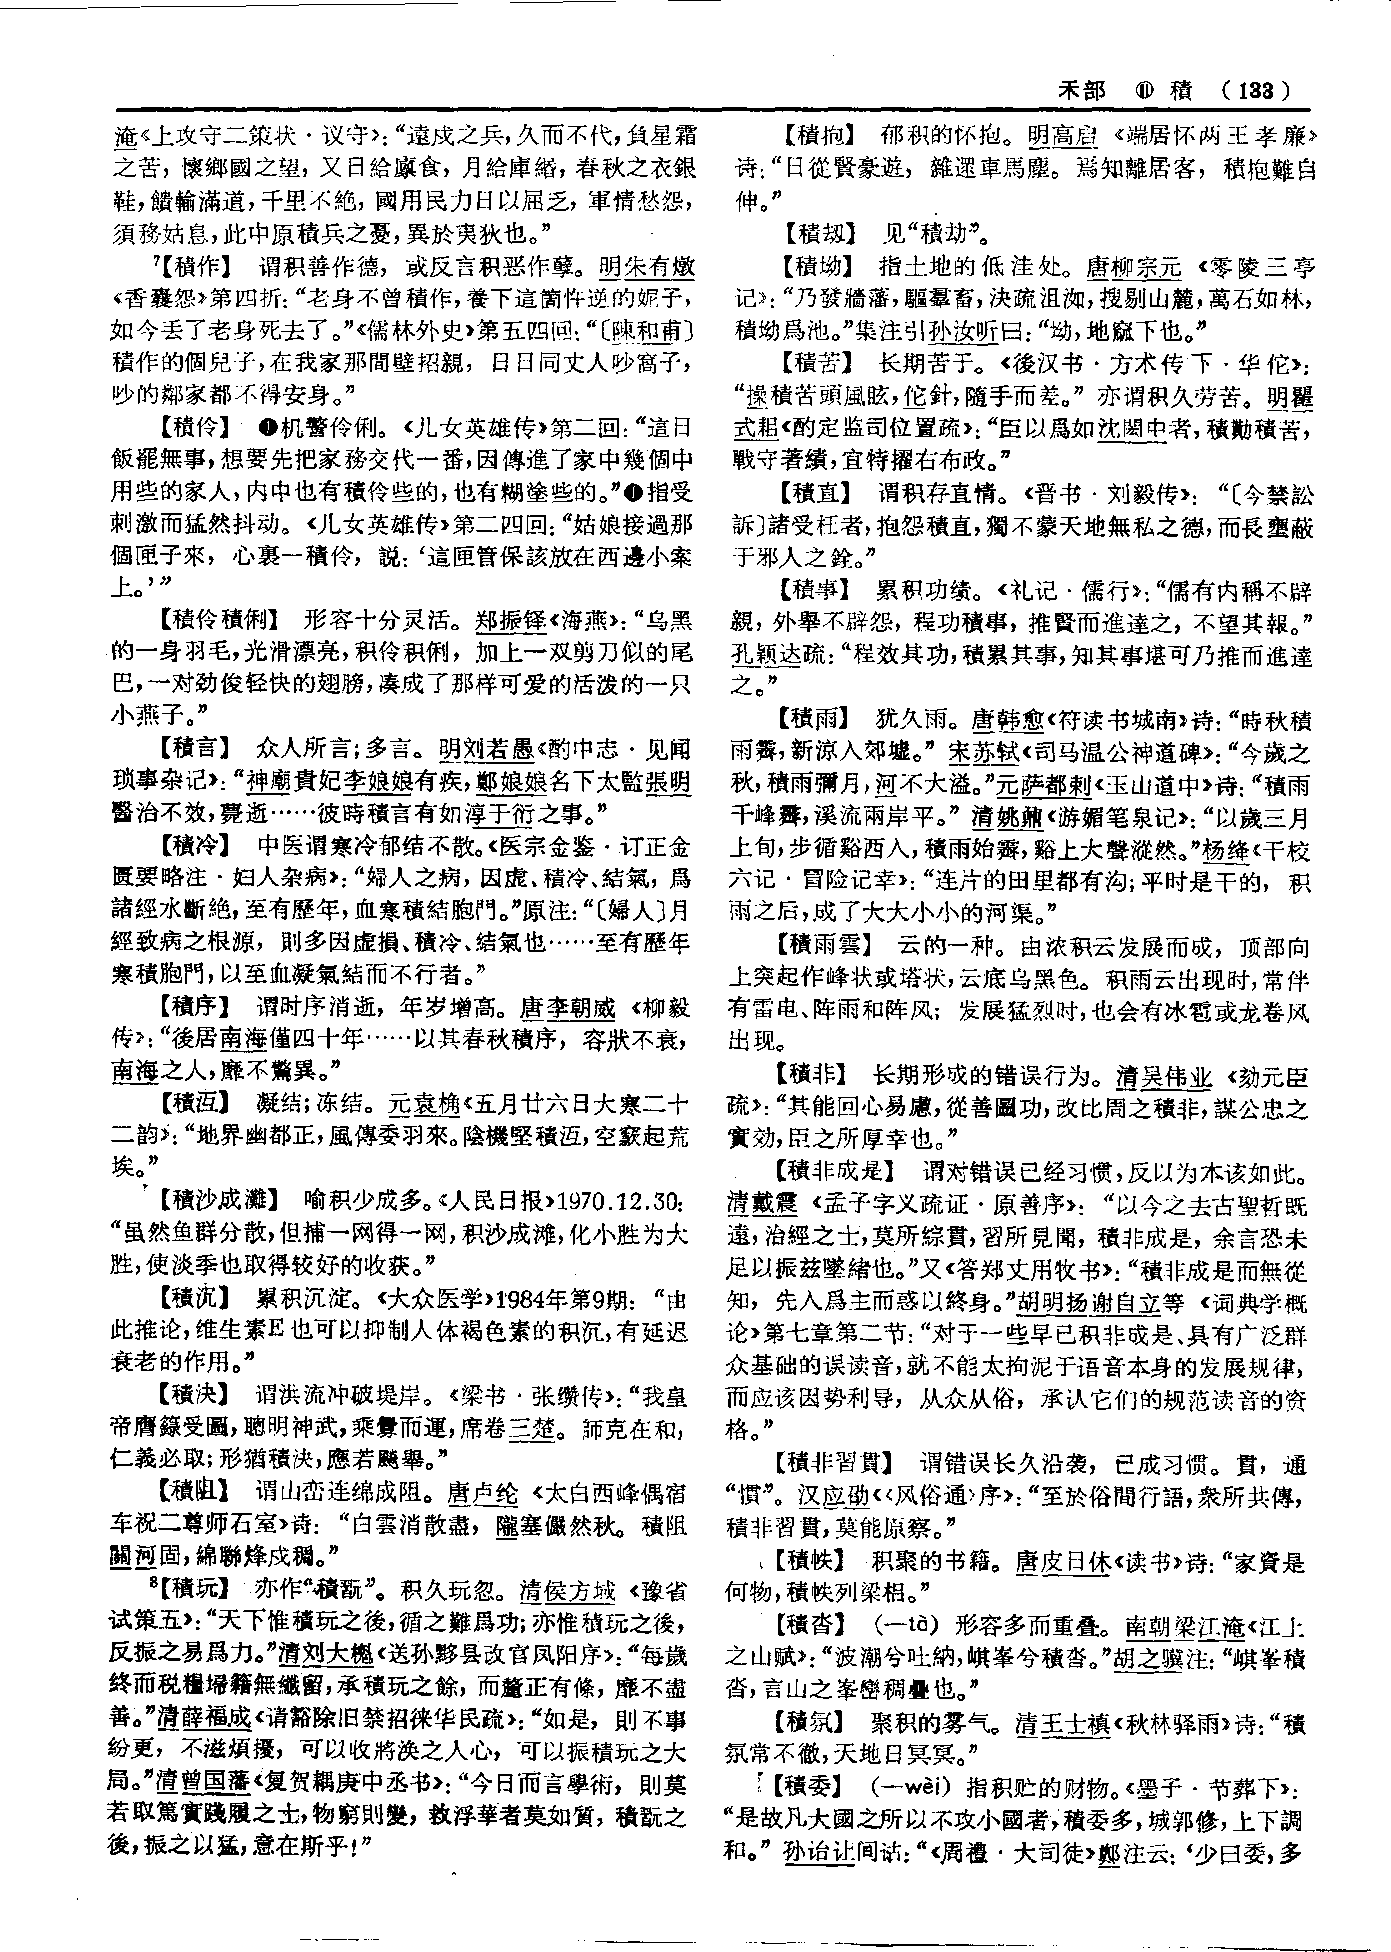 禾部 ⑪ 積 (133)
淹《上攻守二策状·议守》：“遠戍之兵，久而不代，負星霜
之苦，懷鄉國之望，又日給廪食，月給庫緡，春秋之衣銀
鞋，饋輸滿道，千里不絶，國用民力日以屈乏，軍情愁怨，
須務姑息，此中原積兵之憂，異於夷狄也。”
7【積作】 谓积善作德，或反言积恶作孽。明朱有燉
《香囊怨》第四折：“老身不曾積作，養下這箇忤逆的妮子，
如今丢了老身死去了。”《儒林外史》第五四回：“〔陳和甫〕
積作的個兒子，在我家那間壁招親，日日同丈人吵窩子，
吵的鄰家都不得安身。”
【積伶】 ❶机警伶俐。《儿女英雄传》第二回：“這日
飯罷無事，想要先把家務交代一番，因傳進了家中幾個中
用些的家人，内中也有積伶些的，也有糊塗些的。”❶指受
刺激而猛然抖动。《儿女英雄传》第二四回：“姑娘接過那
個匣子來，心裏一積伶，説：‘這匣管保該放在西邊小案
上。’”
【積伶積俐】 形容十分灵活。郑振铎《海燕》：“乌黑
的一身羽毛，光滑漂亮，积伶积俐，加上一双剪刀似的尾
巴，一对劲俊轻快的翅膀，凑成了那样可爱的活泼的一只
小燕子。”
【積言】 众人所言；多言。明刘若愚《酌中志·见闻
琐事杂记》：“神廟貴妃李娘娘有疾，鄭娘娘名下太監張明
醫治不效，薨逝……彼時積言有如淳于衍之事。”
【積冷】 中医谓寒冷郁结不散。《医宗金鉴·订正金
匮要略注·妇人杂病》：“婦人之病，因虚、積冷、結氣，爲
諸經水斷絶，至有歷年，血寒積結胞門。”原注：“〔婦人〕月
經致病之根源，則多因虚損、積冷、結氣也……至有歷年
寒積胞門，以至血凝氣結而不行者。”
【積序】 谓时序消逝，年岁增高。唐李朝威《柳毅
传》：“後居南海僅四十年……以其春秋積序，容狀不衰，
南海之人，靡不驚異。”
【積沍】 凝结；冻结。元袁桷《五月廿六日大寒二十
二韵》：“地界幽都正，風傳委羽來。陰機堅積沍，空竅起荒
埃。”
【積沙成灘】 喻积少成多。《人民日报》1970.12.30：
“虽然鱼群分散，但捕一网得一网，积沙成滩，化小胜为大
胜，使淡季也取得较好的收获。”
【積沉】 累积沉淀。《大众医学》1984年第9期：“由
此推论，维生素E也可以抑制人体褐色素的积沉，有延迟
衰老的作用。”
【積決】 谓洪流冲破堤岸。《梁书·张缵传》：“我皇
帝膺籙受圖，聰明神武，乘釁而運，席卷三楚。師克在和，
仁義必取；形猶積決，應若飈舉。”
【積阻】 谓山峦连绵成阻。唐卢纶《太白西峰偶宿
车祝二尊师石室》诗：“白雲消散盡，隴塞儼然秋。積阻
關河固，綿聯烽戍稠。”
8【積玩】 亦作“積翫”。积久玩忽。清侯方域《豫省
试策五》：“天下惟積玩之後，循之難爲功；亦惟積玩之後，
反振之易爲力。”清刘大櫆《送孙黟县改官凤阳序》：“每歲
終而税糧埽籍無纖留，承積玩之餘，而釐正有條，靡不盡
善。”清薛福成《请豁除旧禁招徕华民疏》：“如是，則不事
紛更，不滋煩擾，可以收將涣之人心，可以振積玩之大
局。”清曾国藩《复贺耦庚中丞书》：“今日而言學術，則莫
若取篤實踐履之士，物窮則變，救浮華者莫如質，積翫之
後，振之以猛，意在斯乎！”
【積抱】 郁积的怀抱。明高启《端居怀两王孝廉》
诗：“日從賢豪遊，雜遝車馬塵。焉知離居客，積抱難自
伸。”
【積刼】 见“積劫”。
【積坳】 指土地的低洼处。唐柳宗元《零陵三亭
记》：“乃發牆藩，驅羣畜，決疏沮洳，搜剔山麓，萬石如林，
積坳爲池。”集注引孙汝听曰：“坳，地窳下也。”
【積苦】 长期苦于。《後汉书·方术传下·华佗》：
“操積苦頭風眩，佗針，隨手而差。”亦谓积久劳苦。明瞿
式耜《酌定监司位置疏》：“臣以爲如沈閎中者，積勤積苦，
戰守著績，宜特擢右布政。”
【積直】 谓积存直情。《晋书·刘毅传》：“〔今禁訟
訴〕諸受枉者，抱怨積直，獨不蒙天地無私之德，而長壅蔽
于邪人之銓。”
【積事】 累积功绩。《礼记·儒行》：“儒有内稱不辟
親，外舉不辟怨，程功積事，推賢而進達之，不望其報。”
孔颖达疏：“程效其功，積累其事，知其事堪可乃推而進達
之。”
【積雨】 犹久雨。唐韩愈《符读书城南》诗：“時秋積
雨霽，新涼入郊墟。”宋苏轼《司马温公神道碑》：“今歲之
秋，積雨彌月，河不大溢。”元萨都剌《玉山道中》诗：“積雨
千峰霽，溪流兩岸平。”清姚鼐《游媚笔泉记》：“以歲三月
上旬，步循谿西入，積雨始霽，谿上大聲漎然。”杨绛《干校
六记·冒险记幸》：“连片的田里都有沟；平时是干的，积
雨之后，成了大大小小的河渠。”
【積雨雲】 云的一种。由浓积云发展而成，顶部向
上突起作峰状或塔状，云底乌黑色。积雨云出现时，常伴
有雷电、阵雨和阵风；发展猛烈时，也会有冰雹或龙卷风
出现。
【積非】 长期形成的错误行为。清吴伟业《劾元臣
疏》：“其能回心易慮，從善圖功，改比周之積非，謀公忠之
實効，臣之所厚幸也。”
【積非成是】 谓对错误已经习惯，反以为本该如此。
清戴震《孟子字义疏证·原善序》：“以今之去古聖哲既
遠，治經之士，莫所綜貫，習所見聞，積非成是，余言恐未
足以振兹墜緒也。”又《答郑丈用牧书》：“積非成是而無從
知，先入爲主而惑以終身。”胡明扬谢自立等《词典学概
论》第七章第二节：“对于一些早已积非成是、具有广泛群
众基础的误读音，就不能太拘泥于语音本身的发展规律，
而应该因势利导，从众从俗，承认它们的规范读音的资
格。”
【積非習貫】 谓错误长久沿袭，已成习惯。貫，通
“慣”。汉应劭《〈风俗通〉序》：“至於俗間行語，衆所共傳，
積非習貫，莫能原察。”
【積帙】 积聚的书籍。唐皮日休《读书》诗：“家資是
何物，積帙列梁梠。”
【積沓】 （—tà）形容多而重叠。南朝梁江淹《江上
之山赋》：“波潮兮吐納，嶮峯兮積沓。”胡之骥注：“嶮峯積
沓，言山之峯巒稠疊也。”
【積氛】 聚积的雾气。清王士禛《秋林驿雨》诗：“積
氛常不徹，天地日冥冥。”
【積委】 （—wèi）指积贮的财物。《墨子·节葬下》：
“是故凡大國之所以不攻小國者，積委多，城郭修，上下調
和。”孙诒让间诂：“《周禮·大司徒》鄭注云：‘少曰委，多